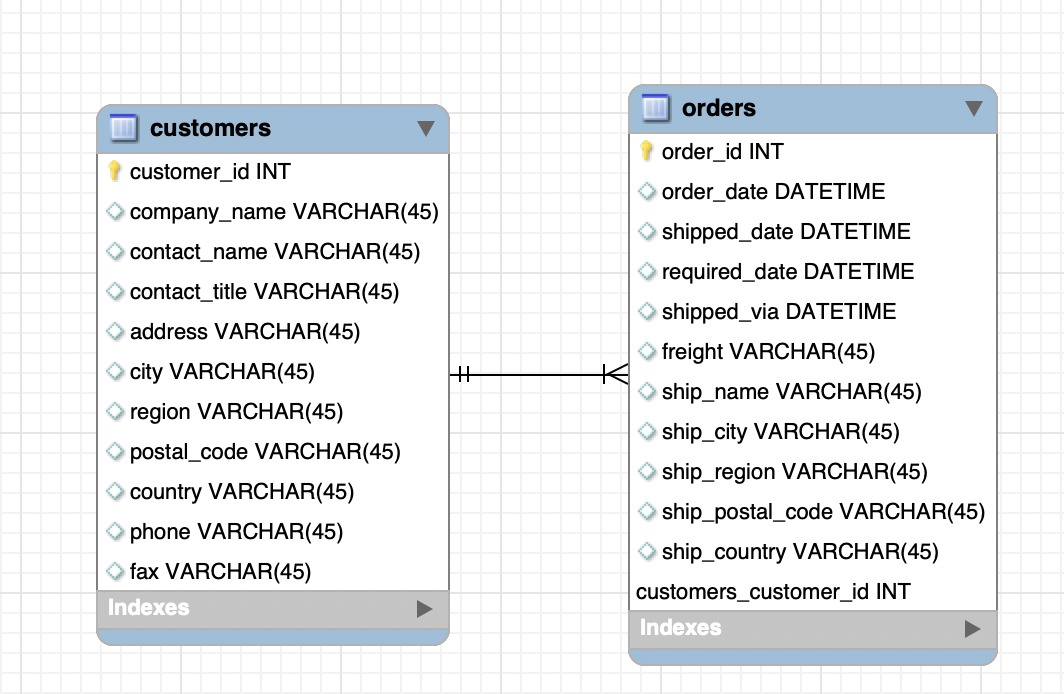 customers
customer_id INT
company_name VARCHAR(45)
contact_name VARCHAR(45)
contact_title VARCHAR(45)
address VARCHAR(45)
city VARCHAR(45)
region VARCHAR(45)
postal_code VARCHAR(45)
country VARCHAR(45)
phone VARCHAR(45)
fax VARCHAR(45)
Indexes
orders
order_id INT
order_date DATETIME
shipped_date DATETIME
required_date DATETIME
shipped_via DATETIME
freight VARCHAR(45)
ship_name VARCHAR(45)
ship_city VARCHAR(45)
ship_region VARCHAR(45)
ship_postal_code VARCHAR(45)
ship_country VARCHAR(45)
customers_customer_id INT
Indexes